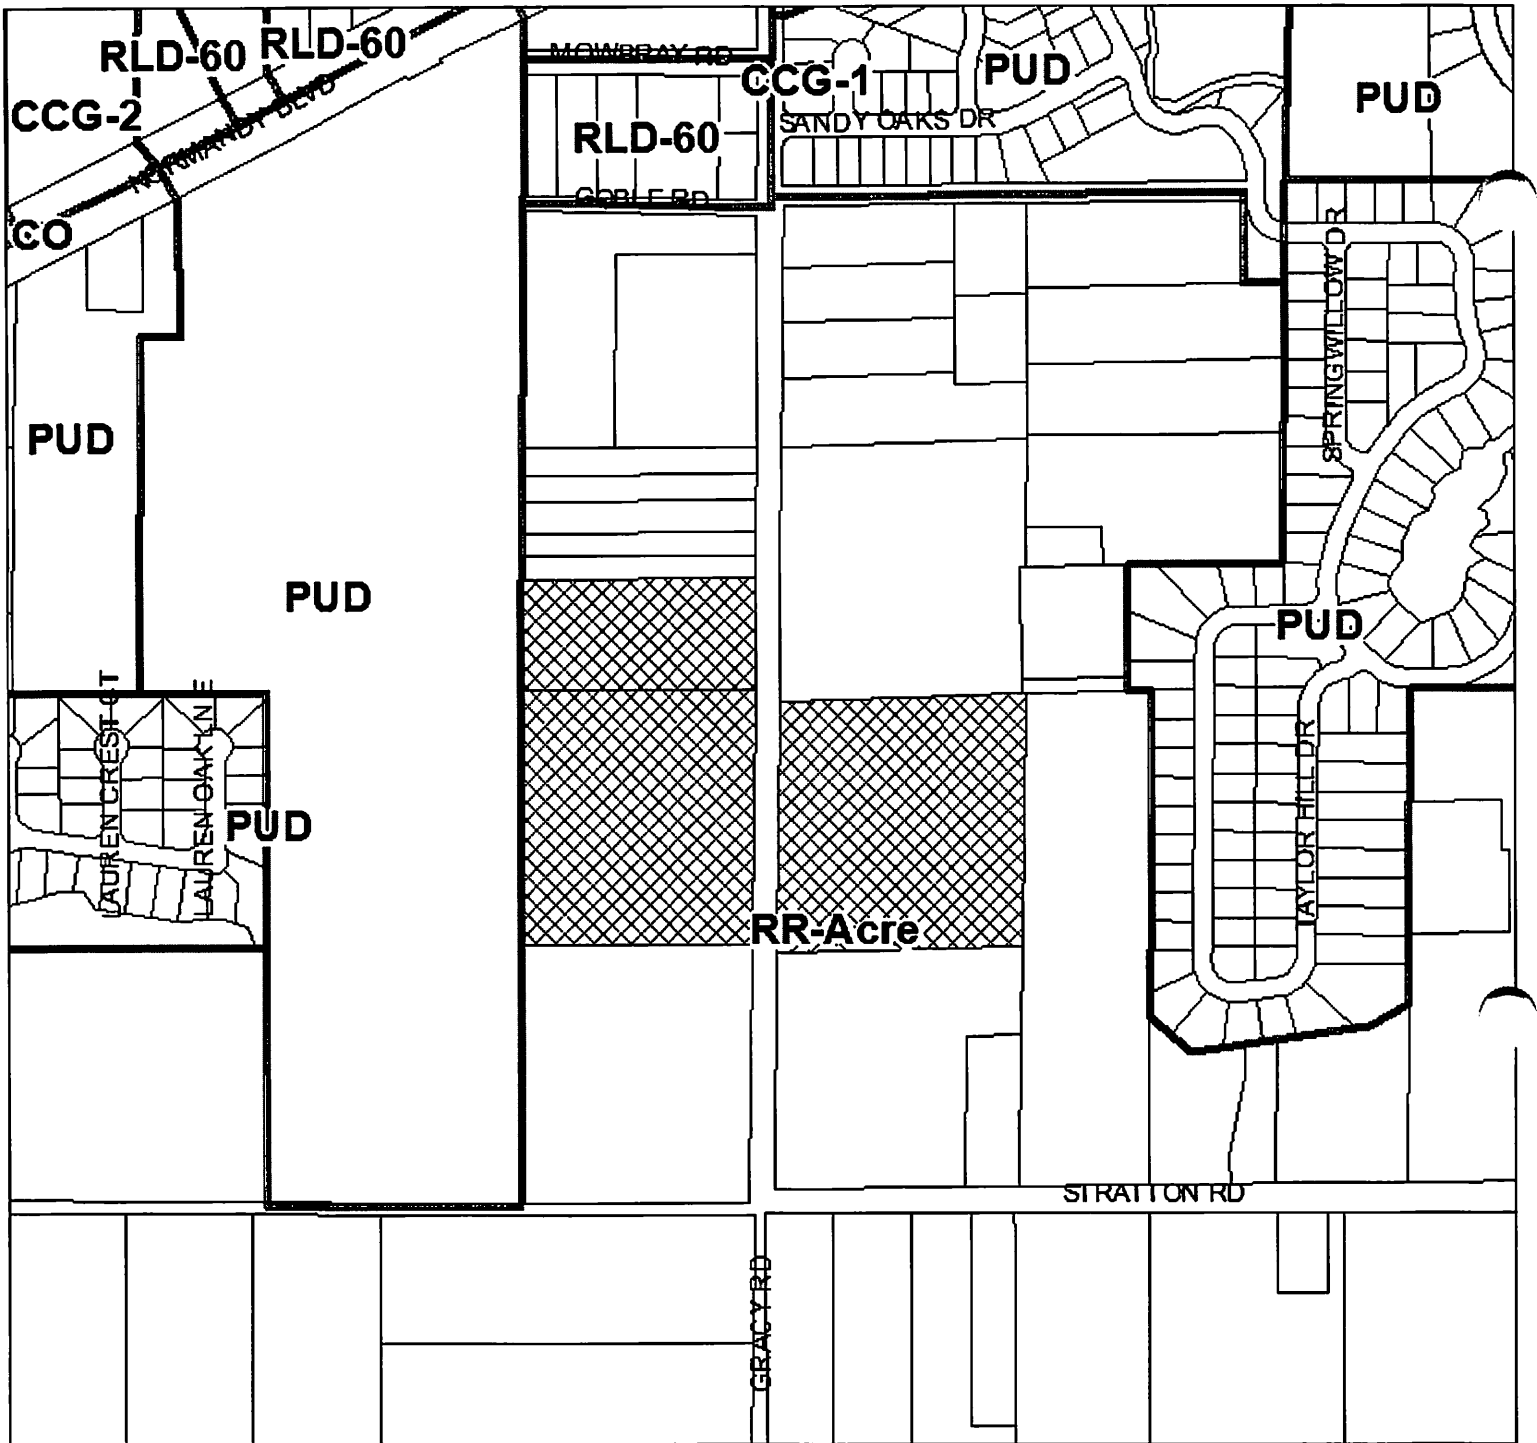 RLD-60
RLD-60
MOWBRAY RD
PUD
CCG-1
PUD
CCG-2
NORMANDY BLVD
SANDY OAKS DR
RLD-60
GOBLE RD
CO
SPRINGWILLOW DR
PUD
PUD
PUD
LAUREN CREST CT
LAUREN OAK LN E
PUD
TAYLOR HILL DR
RR-Acre
STRATTON RD
GRACY RD